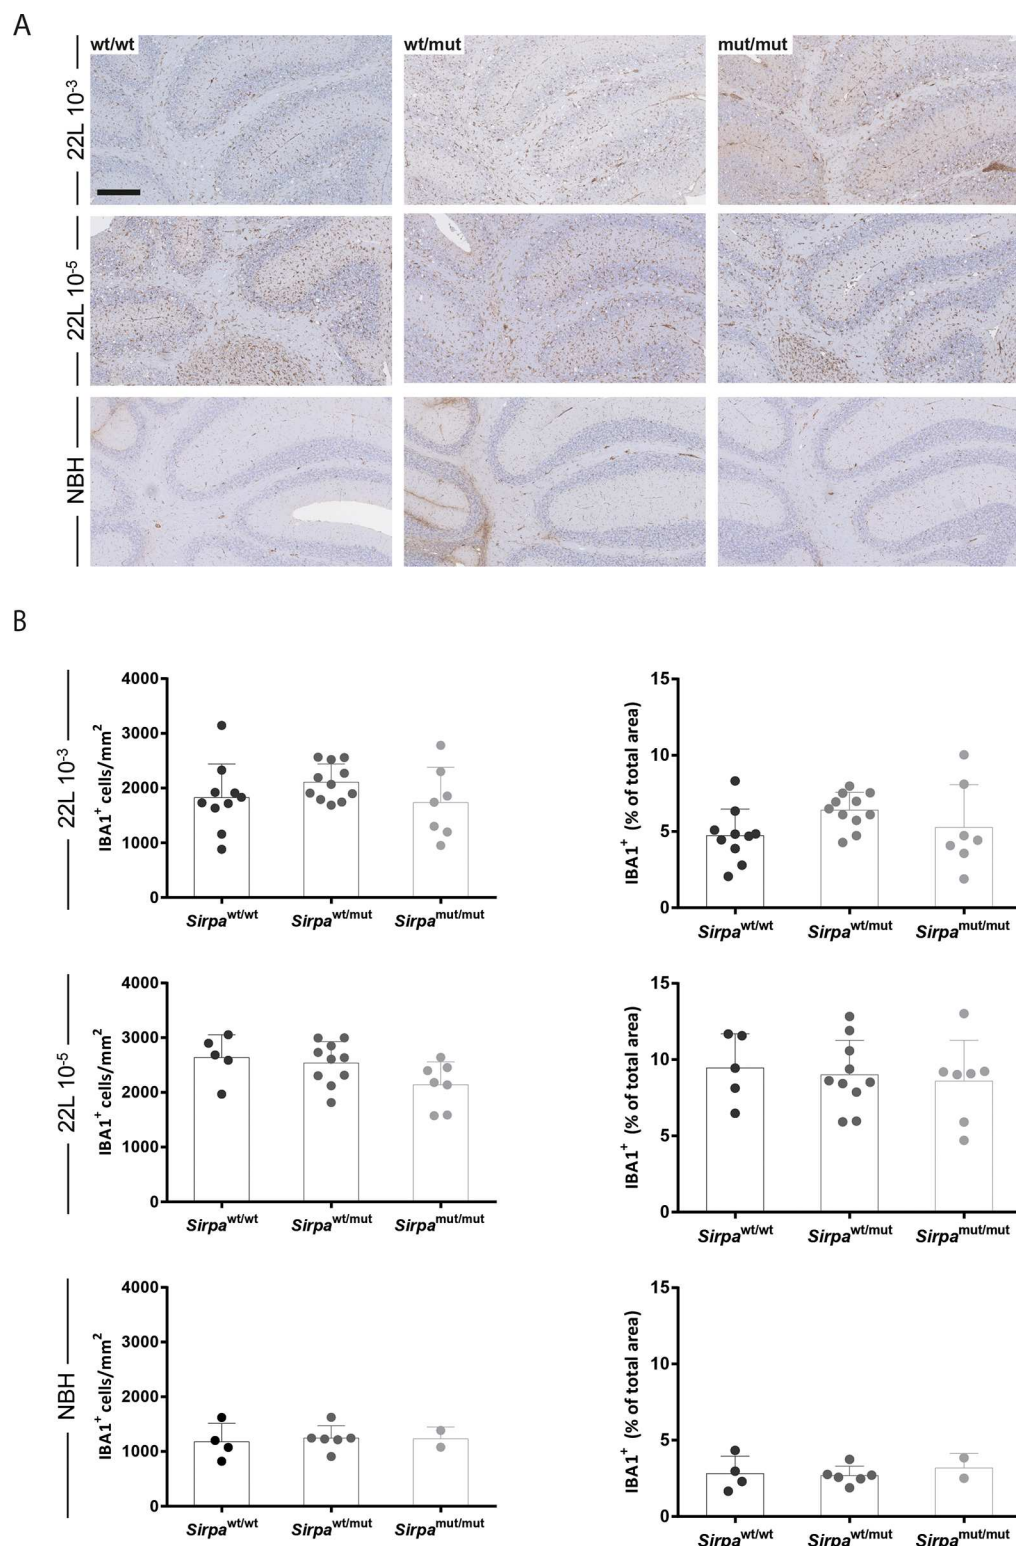 A
wt/wt
wt/mut
mut/mut
22L 10-3
22L 10-5
NBH
B
22L 10-3
IBA1+ cells/mm2
4000
3000
2000
1000
0
Sirpawt/wt
Sirpawt/mut
Sirpamut/mut
IBA1+ (% of total area)
15
10
5
0
Sirpawt/wt
Sirpawt/mut
Sirpamut/mut
22L 10-5
IBA1+ cells/mm2
4000
3000
2000
1000
0
Sirpawt/wt
Sirpawt/mut
Sirpamut/mut
IBA1+ (% of total area)
15
10
5
0
Sirpawt/wt
Sirpawt/mut
Sirpamut/mut
NBH
IBA1+ cells/mm2
4000
3000
2000
1000
0
Sirpawt/wt
Sirpawt/mut
Sirpamut/mut
IBA1+ (% of total area)
15
10
5
0
Sirpawt/wt
Sirpawt/mut
Sirpamut/mut